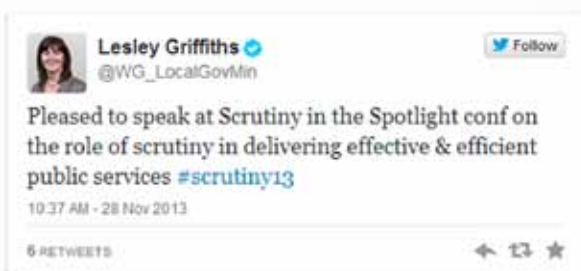 Lesley Griffiths
Follow
@WG_LocalGovMin
Pleased to speak at Scrutiny in the Spotlight conf on
the role of scrutiny in delivering effective & efficient
public services #scrutiny13
10:37 AM - 28 Nov 2013
6 RETWEETS